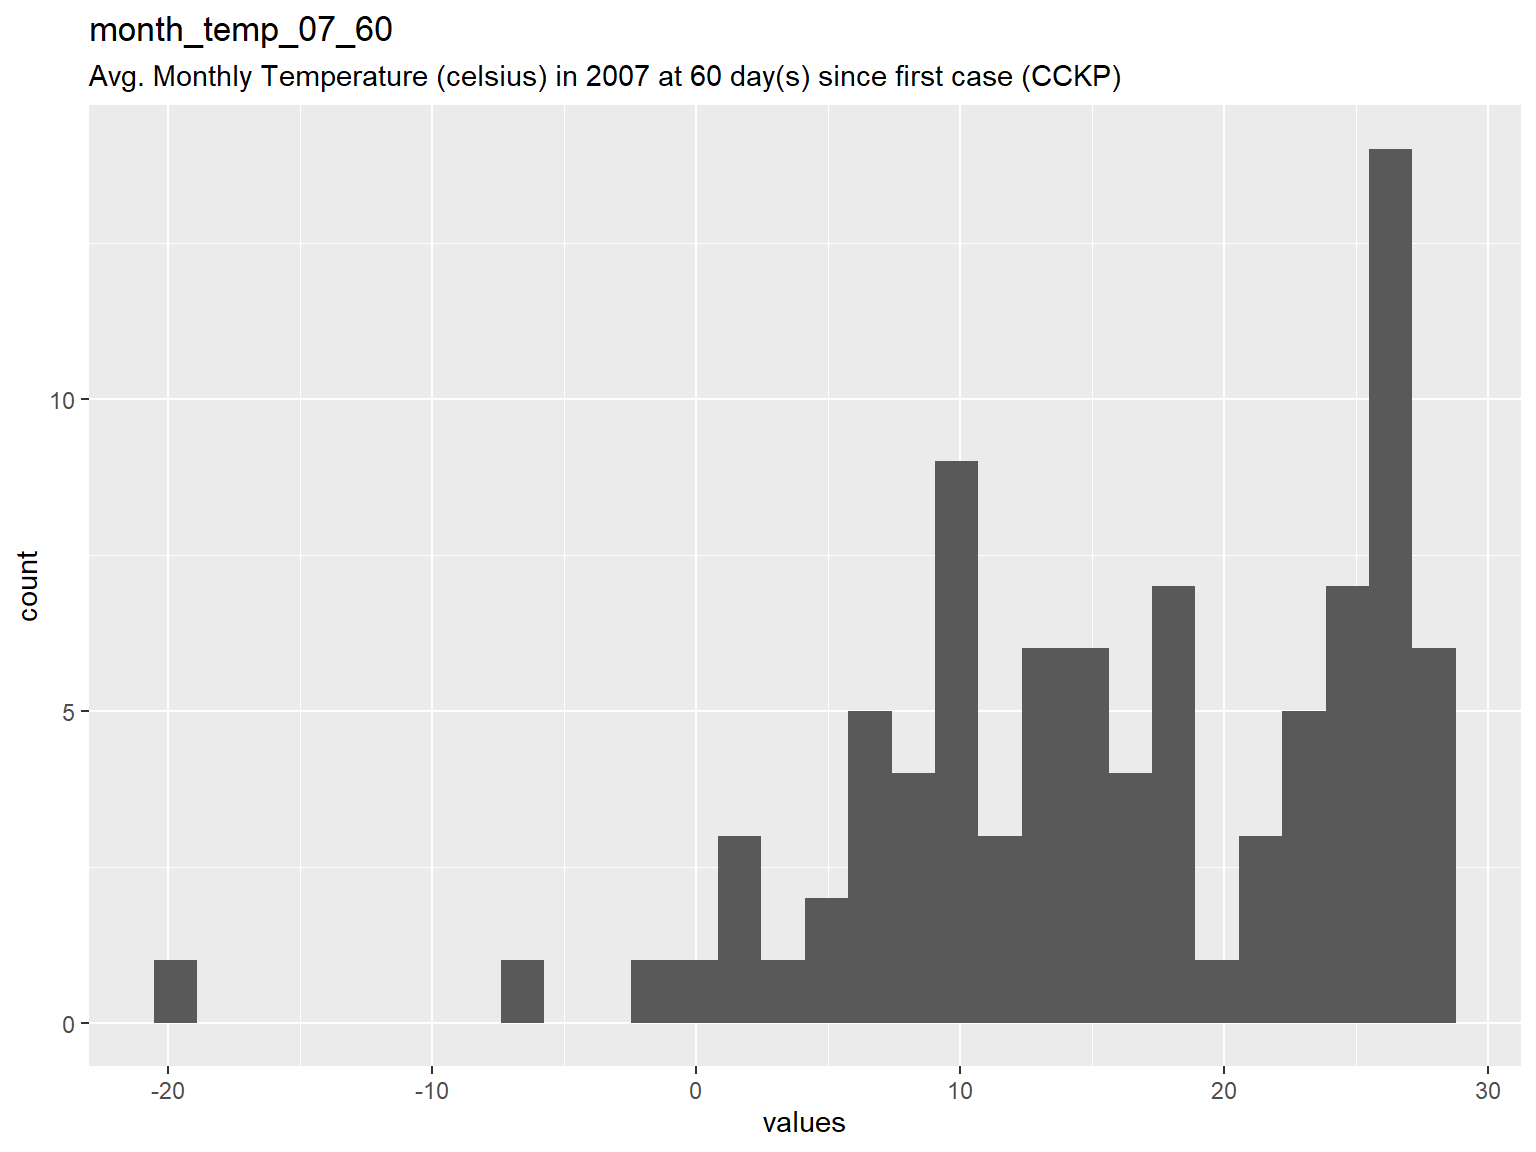 month_temp_07_60
Avg. Monthly Temperature (celsius) in 2007 at 60 day(s) since first case (CCKP)
10
5
0
count
-20 -10 0 10 20 30
values